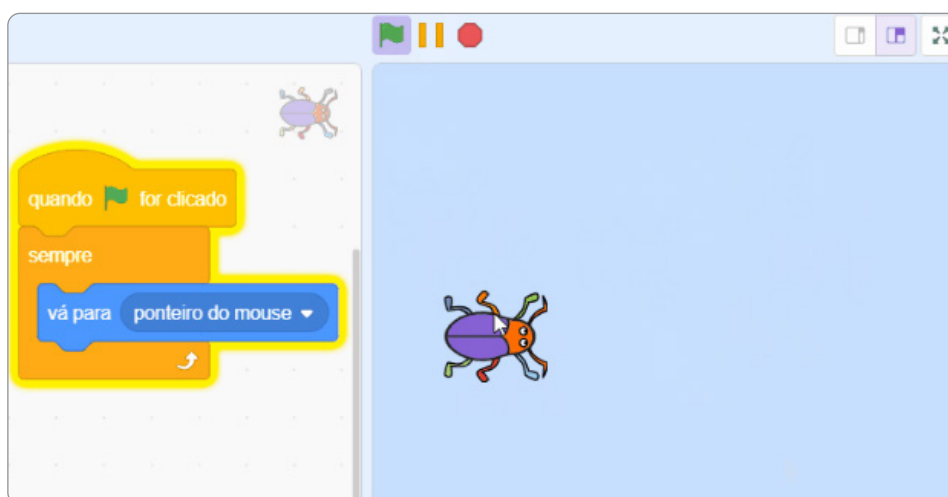 quando for clicado
sempre
vá para ponteiro do mouse